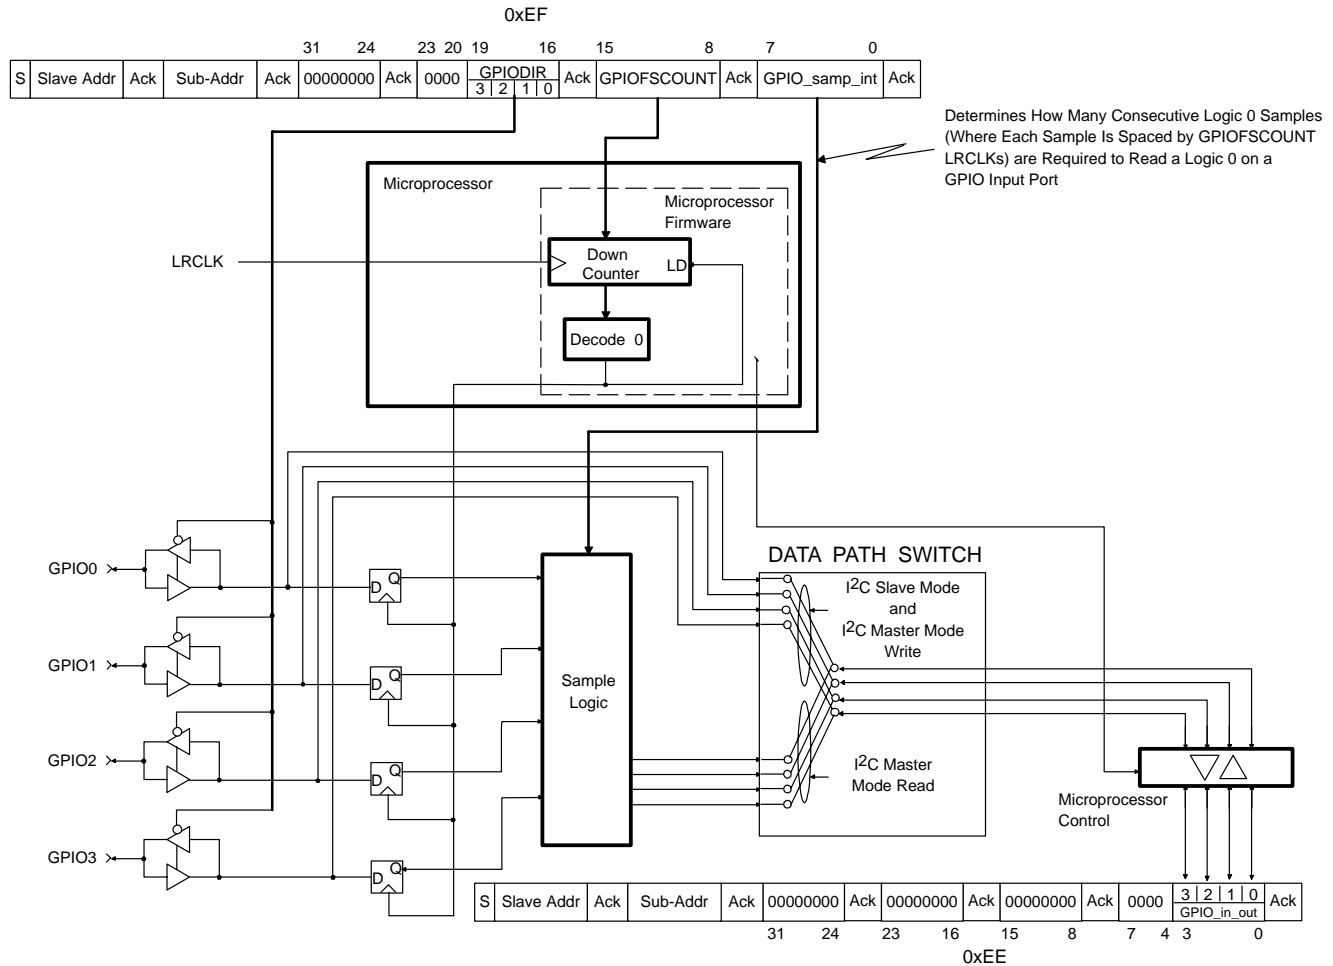 0xEF
31 24 23 20 19 16 15 8 7 0
S Slave Addr Ack Sub-Addr Ack 00000000 Ack 0000 GPIODIR Ack GPIOFSCOUNT Ack GPIO_samp_int Ack
3 2 1 0
Determines How Many Consecutive Logic 0 Samples
(Where Each Sample Is Spaced by GPIOFSCOUNT
LRCLKs) are Required to Read a Logic 0 on a
GPIO Input Port
Microprocessor
Microprocessor
Firmware
LRCLK
Down
Counter
LD
Decode 0
DATA PATH SWITCH
GPIO0
D Q
I2C Slave Mode
and
I2C Master Mode
Write
GPIO1
D Q
Sample
Logic
GPIO2
D Q
I2C Master
Mode Read
Microprocessor
Control
GPIO3
D Q
S Slave Addr Ack Sub-Addr Ack 00000000 Ack 00000000 Ack 00000000 Ack 0000 3 2 1 0 Ack
GPIO_in_out
31 24 23 16 15 8 7 4 3 0
0xEE